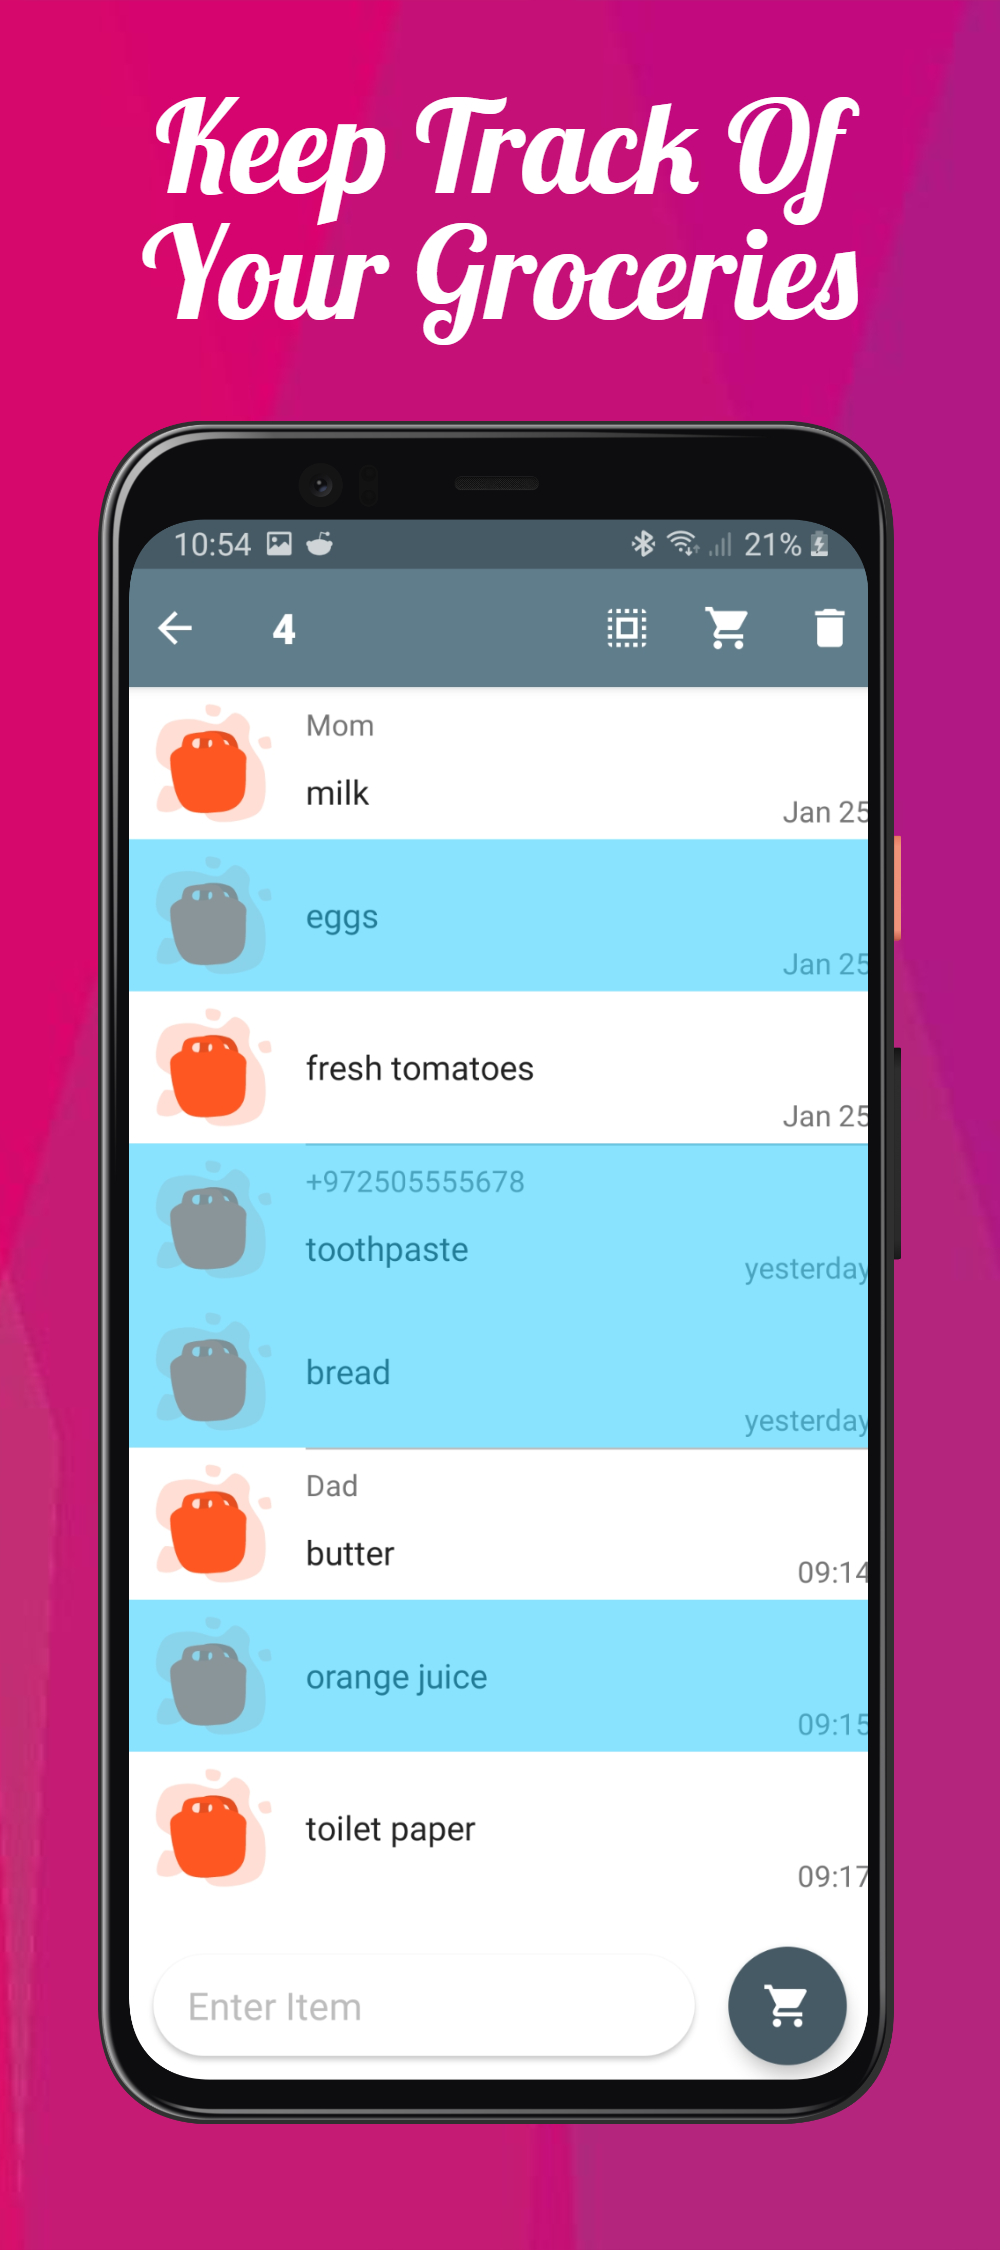 Keep Track Of
Your Groceries
10:54 21%
4
Mom
milk
Jan 25
eggs
Jan 25
fresh tomatoes
Jan 25
+972505555678
toothpaste
yesterday
bread
yesterday
Dad
butter
09:14
orange juice
09:15
toilet paper
09:17
Enter Item